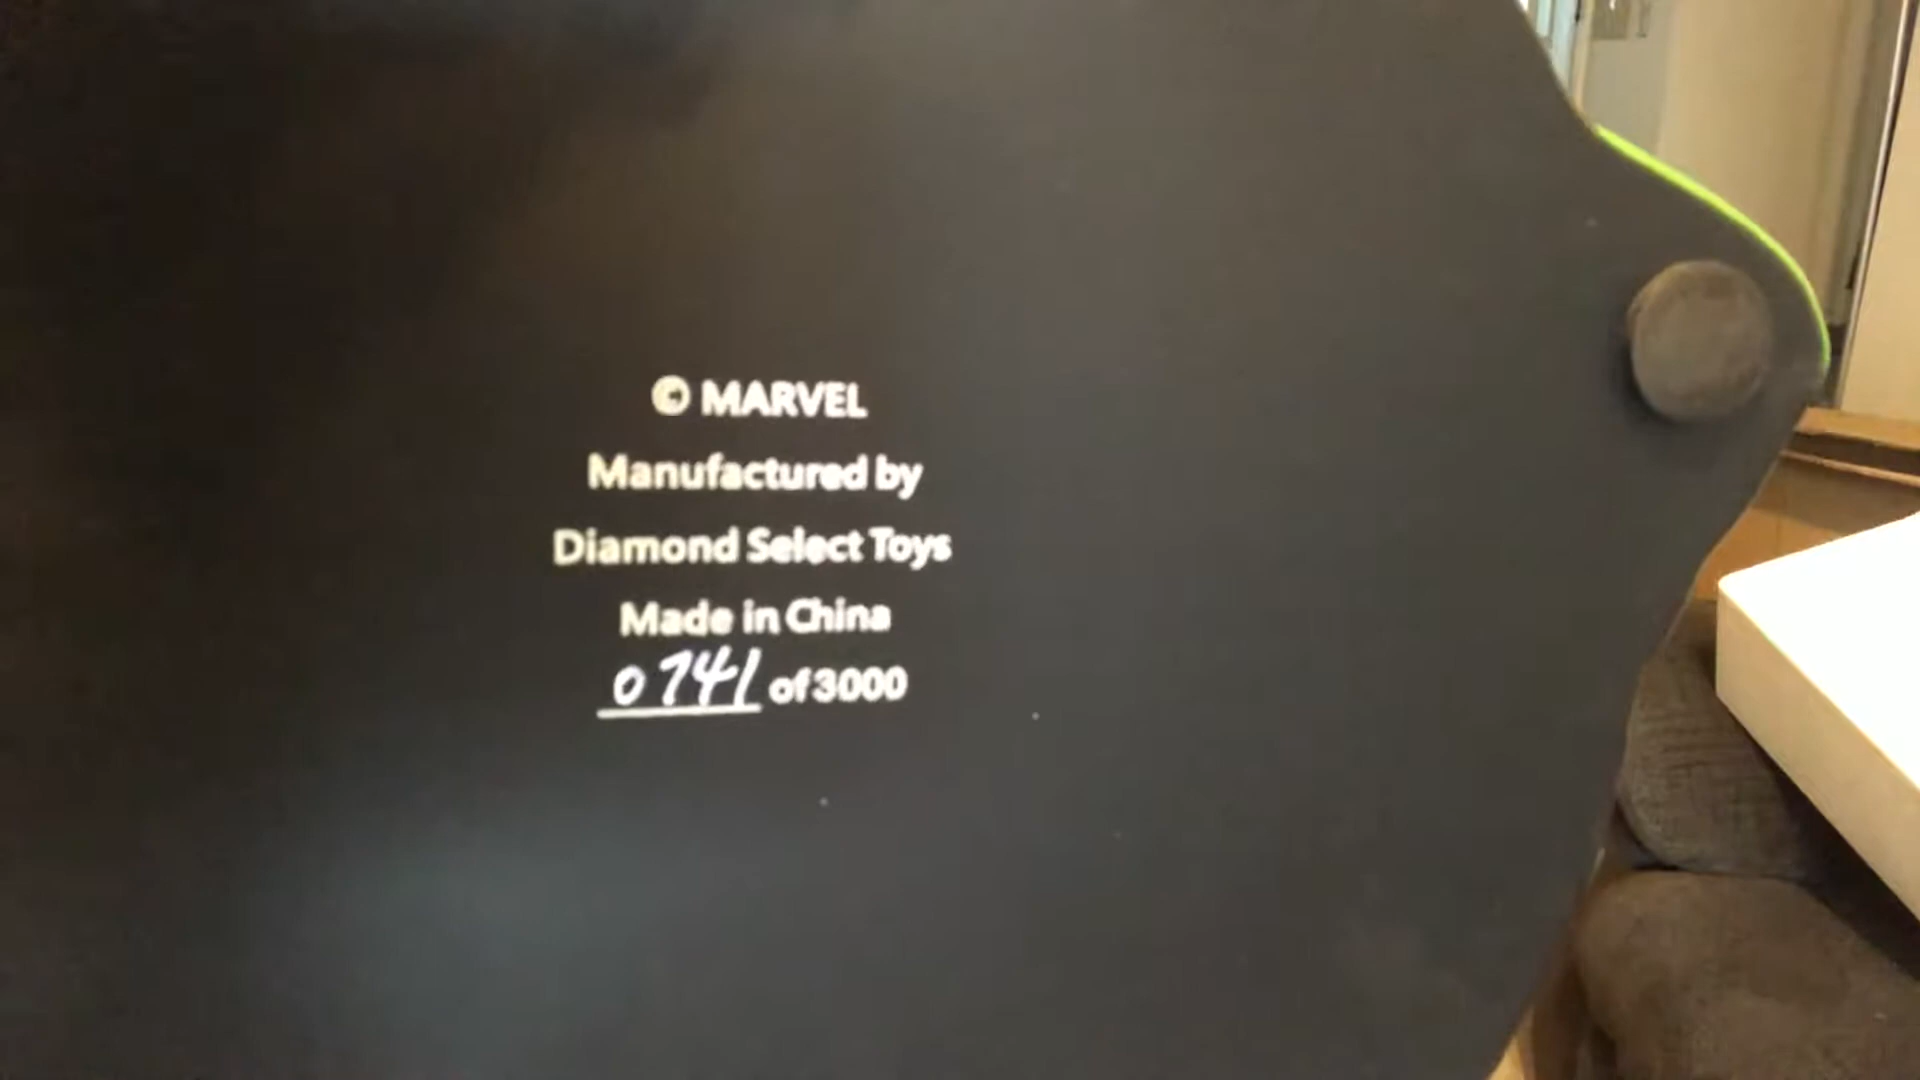 © MARVEL
Manufactured by
Diamond Select Toys
Made in China
0741 of 3000